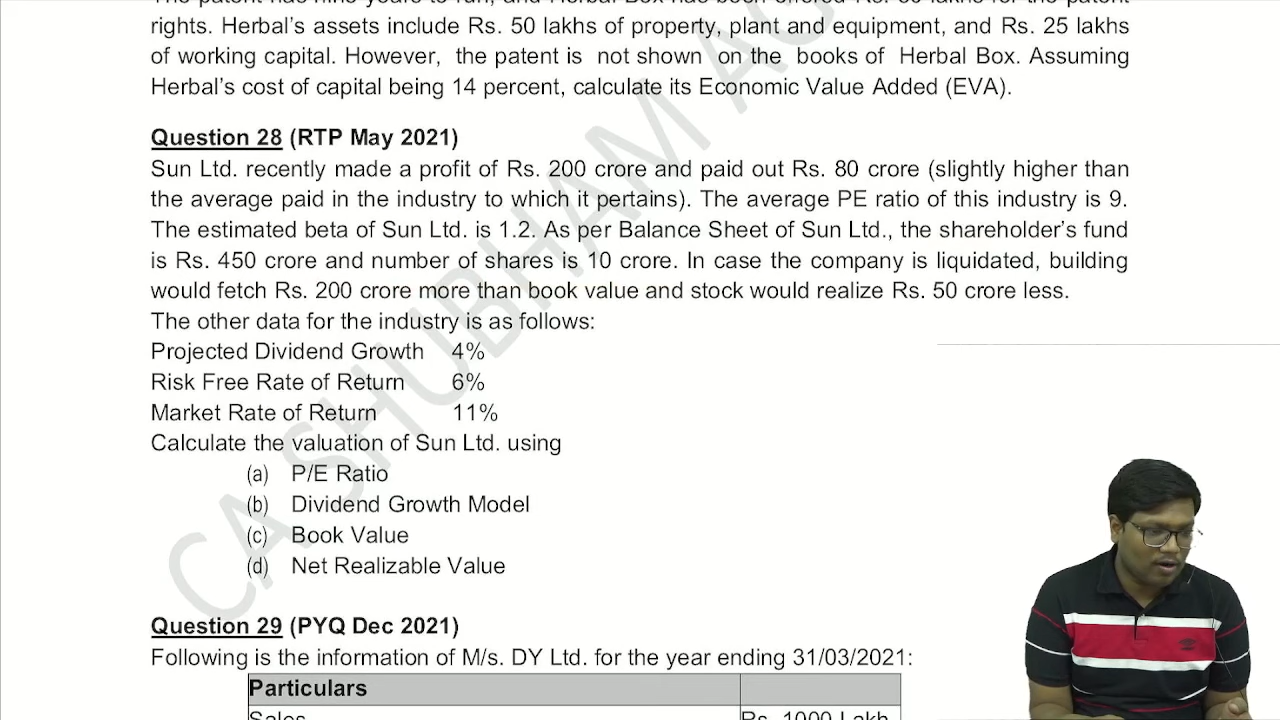 rights. Herbal's assets include Rs. 50 lakhs of property, plant and equipment, and Rs. 25 lakhs
of working capital. However, the patent is not shown on the books of Herbal Box. Assuming
Herbal's cost of capital being 14 percent, calculate its Economic Value Added (EVA).
Question 28 (RTP May 2021)
Sun Ltd. recently made a profit of Rs. 200 crore and paid out Rs. 80 crore (slightly higher than
the average paid in the industry to which it pertains). The average PE ratio of this industry is 9.
The estimated beta of Sun Ltd. is 1.2. As per Balance Sheet of Sun Ltd., the shareholder's fund
is Rs. 450 crore and number of shares is 10 crore. In case the company is liquidated, building
would fetch Rs. 200 crore more than book value and stock would realize Rs. 50 crore less.
The other data for the industry is as follows:
Projected Dividend Growth 4%
Risk Free Rate of Return 6%
Market Rate of Return 11%
Calculate the valuation of Sun Ltd. using
(a) P/E Ratio
(b) Dividend Growth Model
(c) Book Value
(d) Net Realizable Value
Question 29 (PYQ Dec 2021)
Following is the information of M/s. DY Ltd. for the year ending 31/03/2021:
Particulars
Sales Rs. 1000 Lakh
CA SHUBHAM